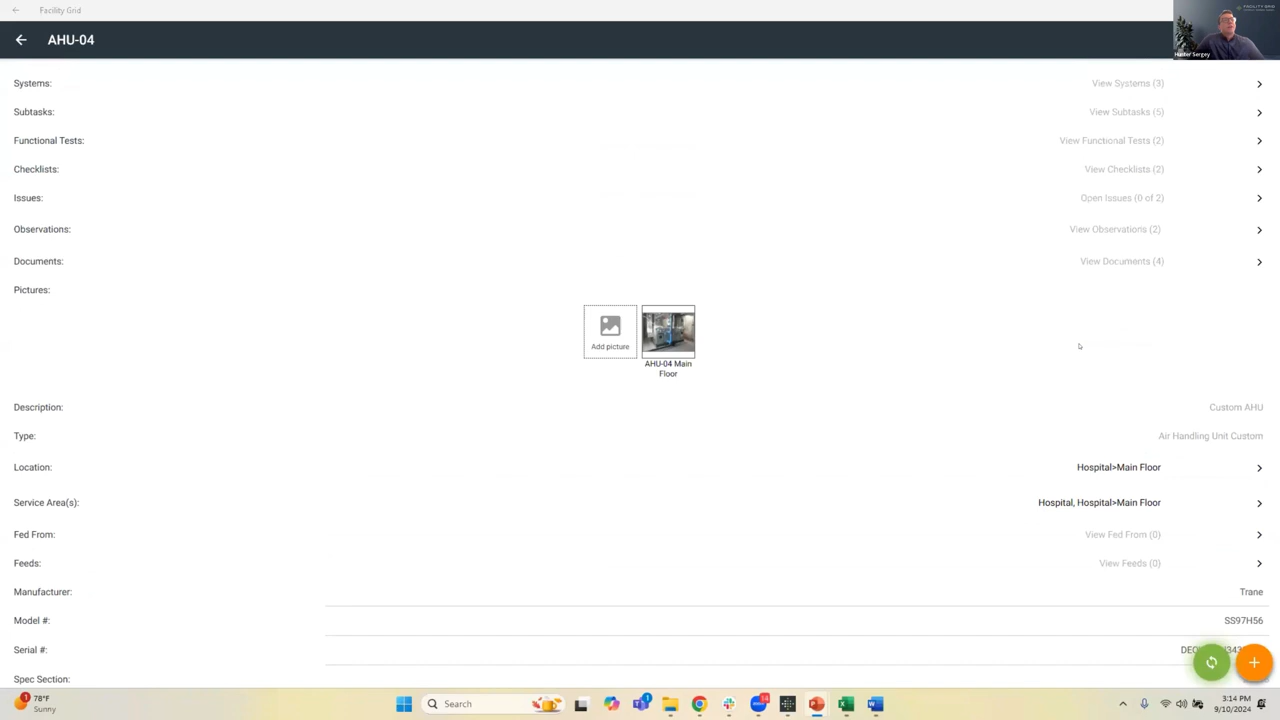 Facility Grid
AHU-04
FACILITY GRID
Hunter Sergey
Systems: View Systems (3)
Subtasks: View Subtasks (5)
Functional Tests: View Functional Tests (2)
Checklists: View Checklists (2)
Issues: Open Issues (0 of 2)
Observations: View Observations (2)
Documents: View Documents (4)
Pictures:
Add picture
AHU-04 Main
Floor
Description: Custom AHU
Type: Air Handling Unit Custom
Location: Hospital>Main Floor
Service Area(s): Hospital, Hospital>Main Floor
Fed From: View Fed From (0)
Feeds: View Feeds (0)
Manufacturer: Trane
Model #: SS97H56
Serial #:
Spec Section:
78°F
Sunny
Search
3:14 PM
9/10/2024